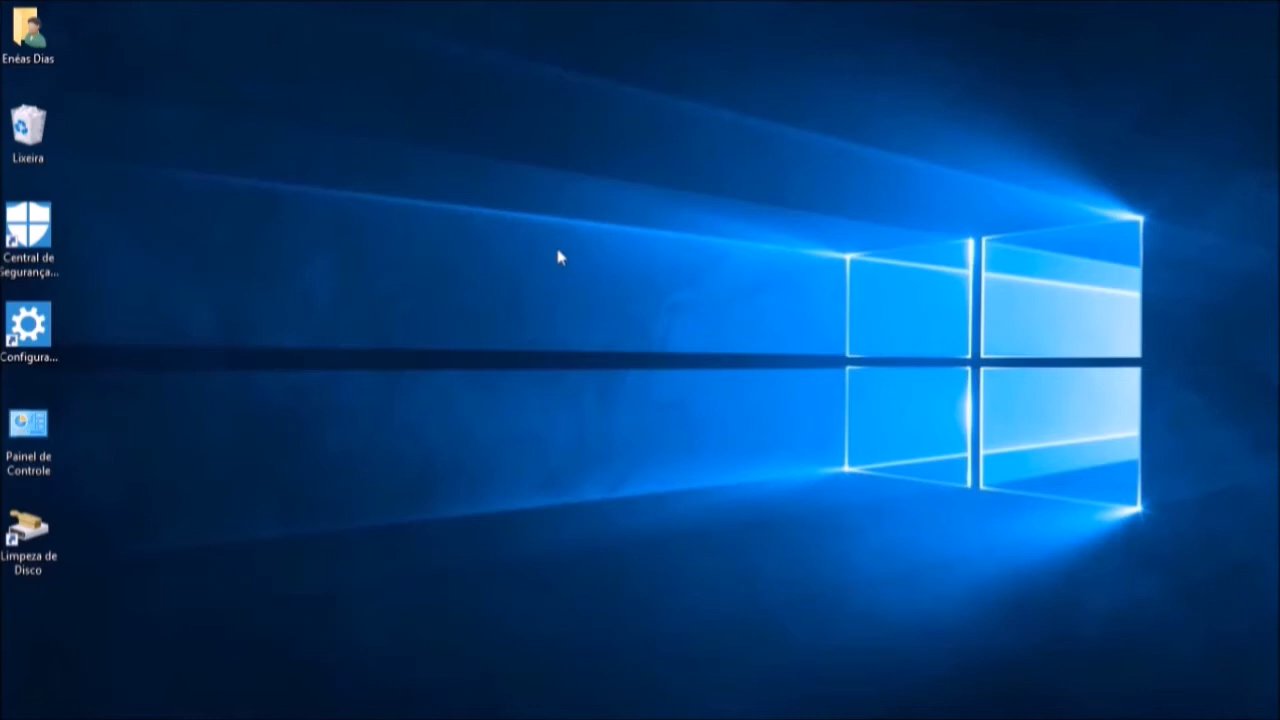 Enéas Dias
Lixeira
Central de
Segurança...
Configura...
Painel de
Controle
Limpeza de
Disco